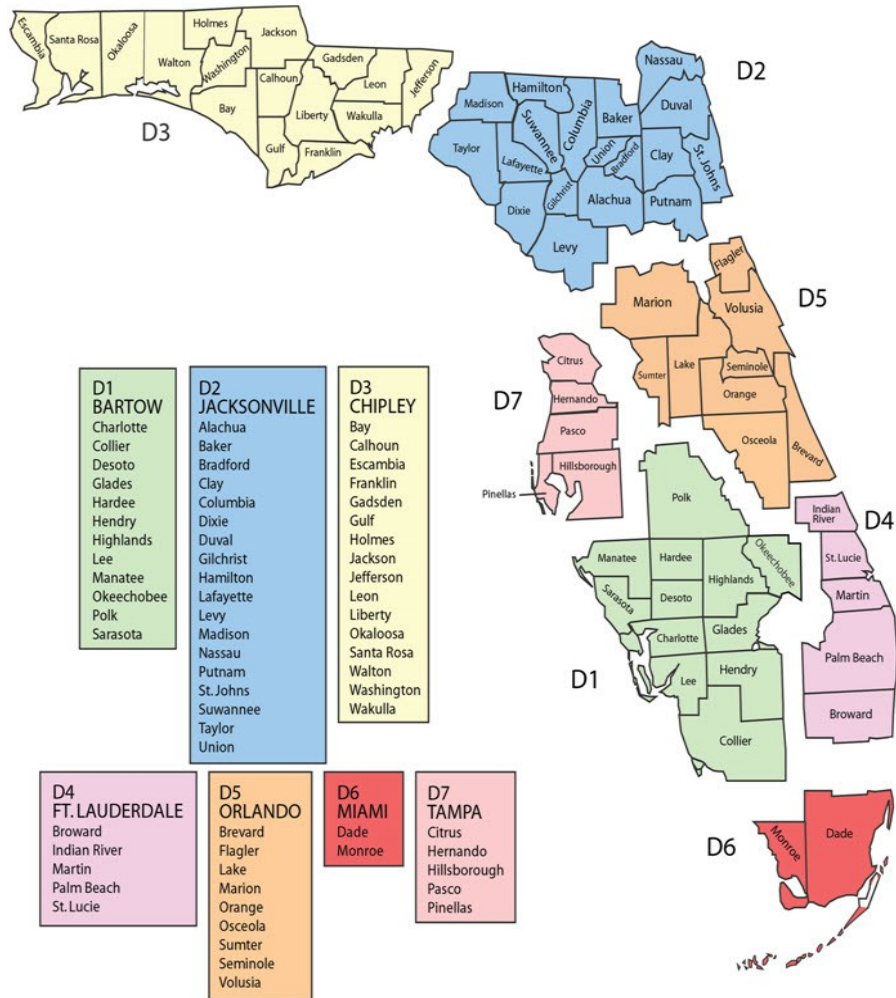 Escambia
Santa Rosa
Okaloosa
Walton
Holmes
Washington
Jackson
Bay
Calhoun
Gulf
Liberty
Franklin
Gadsden
Leon
Wakulla
Jefferson
D3
Madison
Taylor
Hamilton
Suwannee
Lafayette
Dixie
Columbia
Gilchrist
Levy
Baker
Union
Bradford
Alachua
Nassau
Duval
Clay
St. Johns
Putnam
D2
Marion
Flagler
Volusia
Sumter
Lake
Seminole
Orange
Osceola
Brevard
D5
Citrus
Hernando
Pasco
Hillsborough
Pinellas
D7
Polk
Manatee
Hardee
Highlands
Okeechobee
Sarasota
Desoto
Charlotte
Glades
Lee
Hendry
Collier
D1
Indian
River
St. Lucie
Martin
Palm Beach
Broward
D4
Monroe
Dade
D6
D1
BARTOW
Charlotte
Collier
Desoto
Glades
Hardee
Hendry
Highlands
Lee
Manatee
Okeechobee
Polk
Sarasota
D2
JACKSONVILLE
Alachua
Baker
Bradford
Clay
Columbia
Dixie
Duval
Gilchrist
Hamilton
Lafayette
Levy
Madison
Nassau
Putnam
St. Johns
Suwannee
Taylor
Union
D3
CHIPLEY
Bay
Calhoun
Escambia
Franklin
Gadsden
Gulf
Holmes
Jackson
Jefferson
Leon
Liberty
Okaloosa
Santa Rosa
Walton
Washington
Wakulla
D4
FT. LAUDERDALE
Broward
Indian River
Martin
Palm Beach
St. Lucie
D5
ORLANDO
Brevard
Flagler
Lake
Marion
Orange
Osceola
Sumter
Seminole
Volusia
D6
MIAMI
Dade
Monroe
D7
TAMPA
Citrus
Hernando
Hillsborough
Pasco
Pinellas